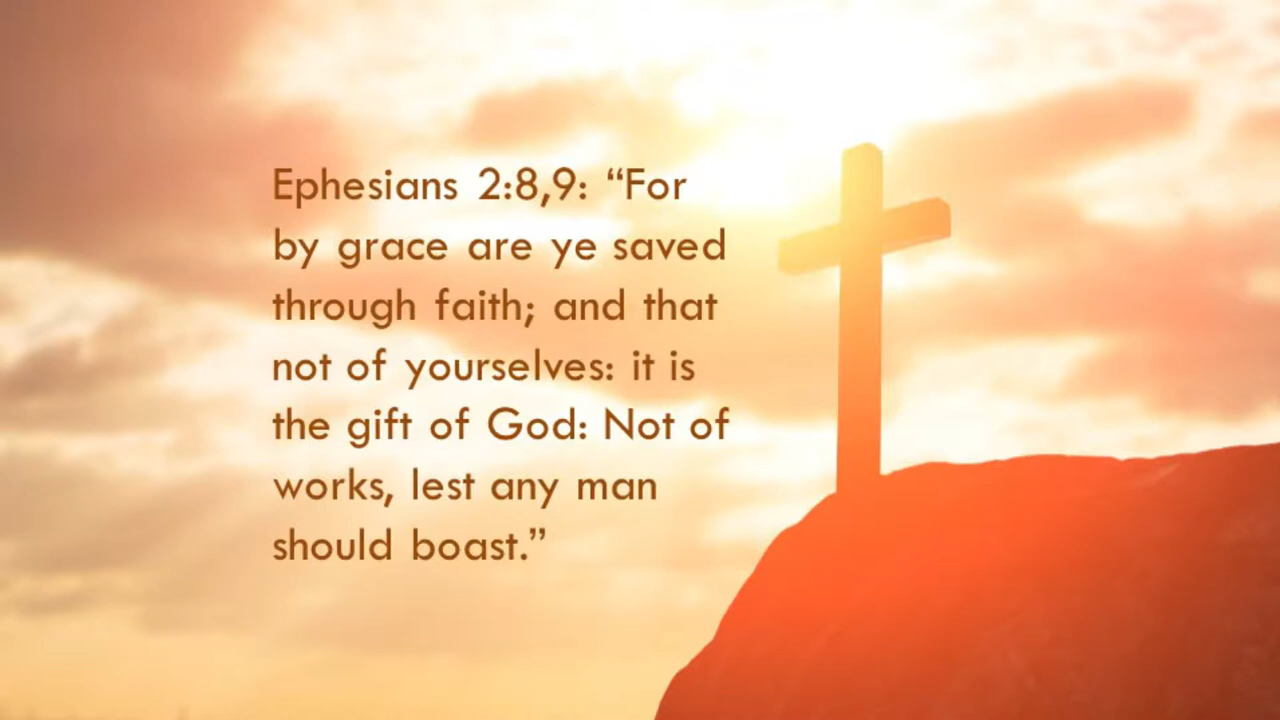 Ephesians 2:8,9: “For
by grace are ye saved
through faith; and that
not of yourselves: it is
the gift of God: Not of
works, lest any man
should boast.”